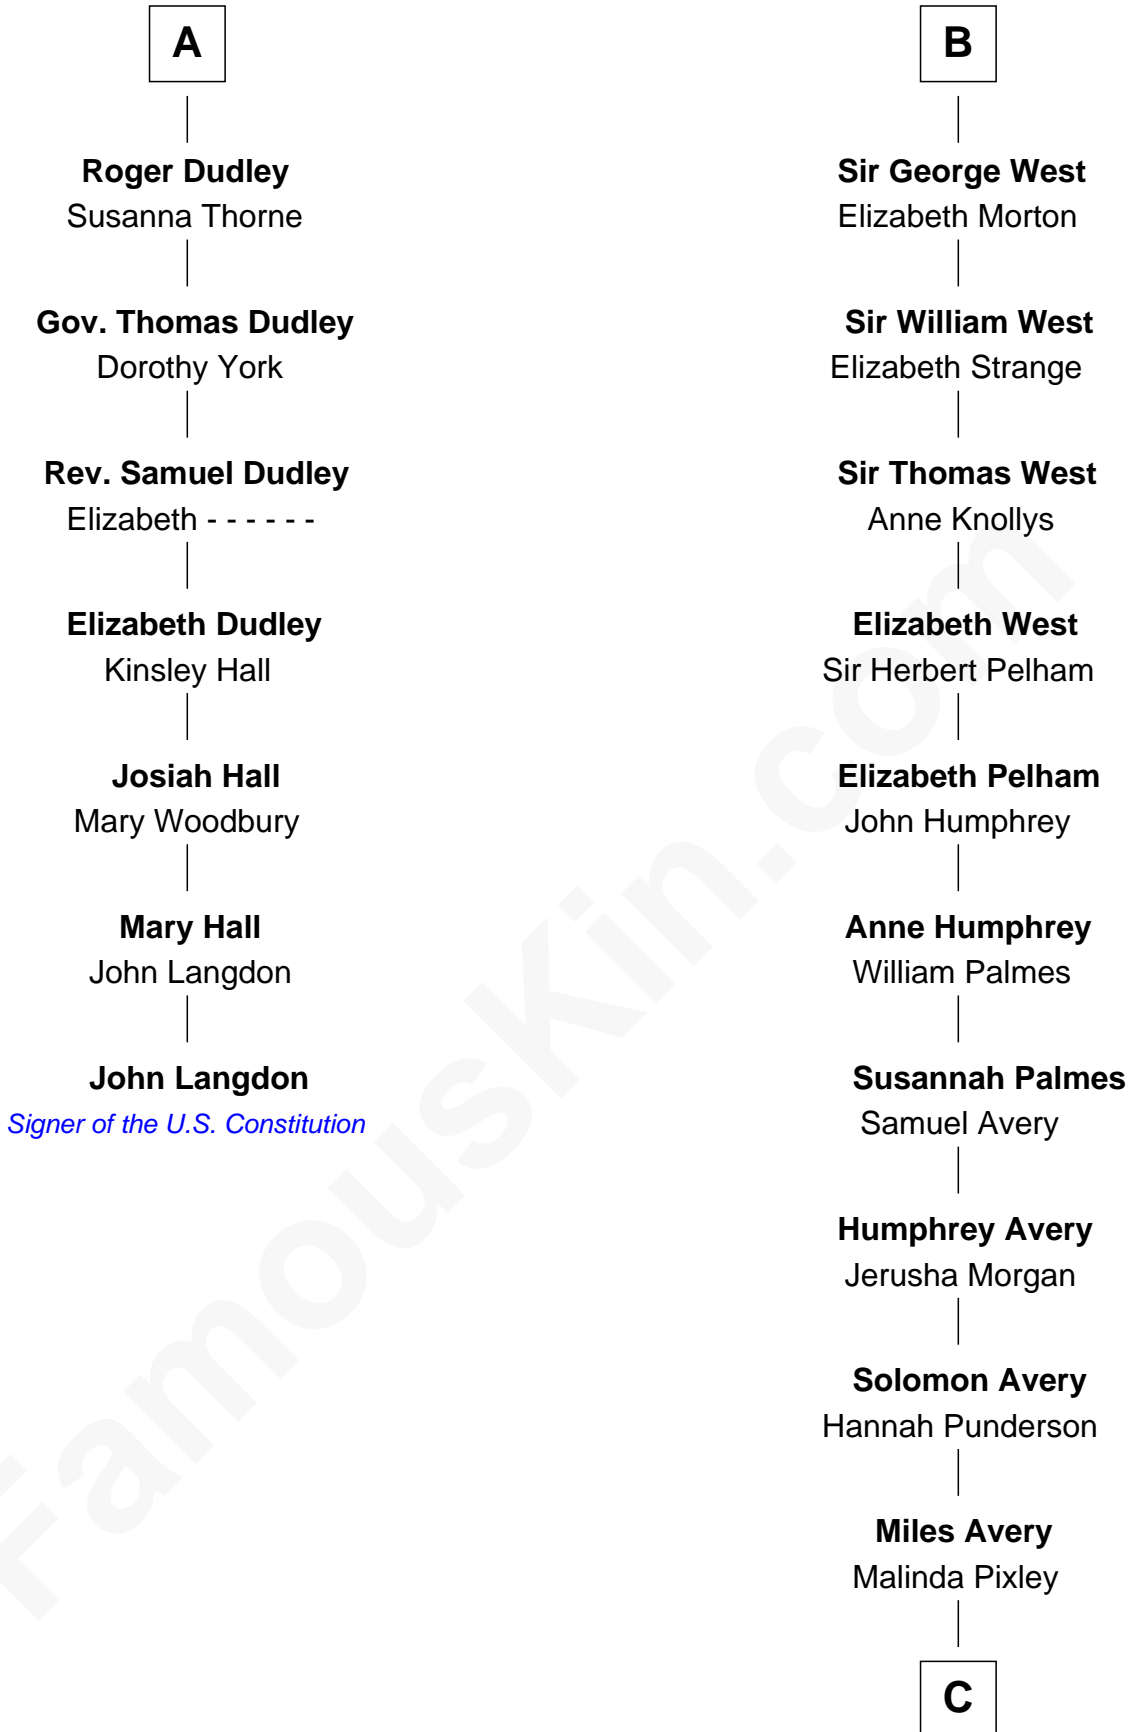 A
Roger Dudley
Susanna Thorne
Gov. Thomas Dudley
Dorothy York
Rev. Samuel Dudley
Elizabeth - - - - - -
Elizabeth Dudley
Kinsley Hall
Josiah Hall
Mary Woodbury
Mary Hall
John Langdon
John Langdon
Signer of the U.S. Constitution
B
Sir George West
Elizabeth Morton
Sir William West
Elizabeth Strange
Sir Thomas West
Anne Knollys
Elizabeth West
Sir Herbert Pelham
Elizabeth Pelham
John Humphrey
Anne Humphrey
William Palmes
Susannah Palmes
Samuel Avery
Humphrey Avery
Jerusha Morgan
Solomon Avery
Hannah Punderson
Miles Avery
Malinda Pixley
C
FamousKin.com